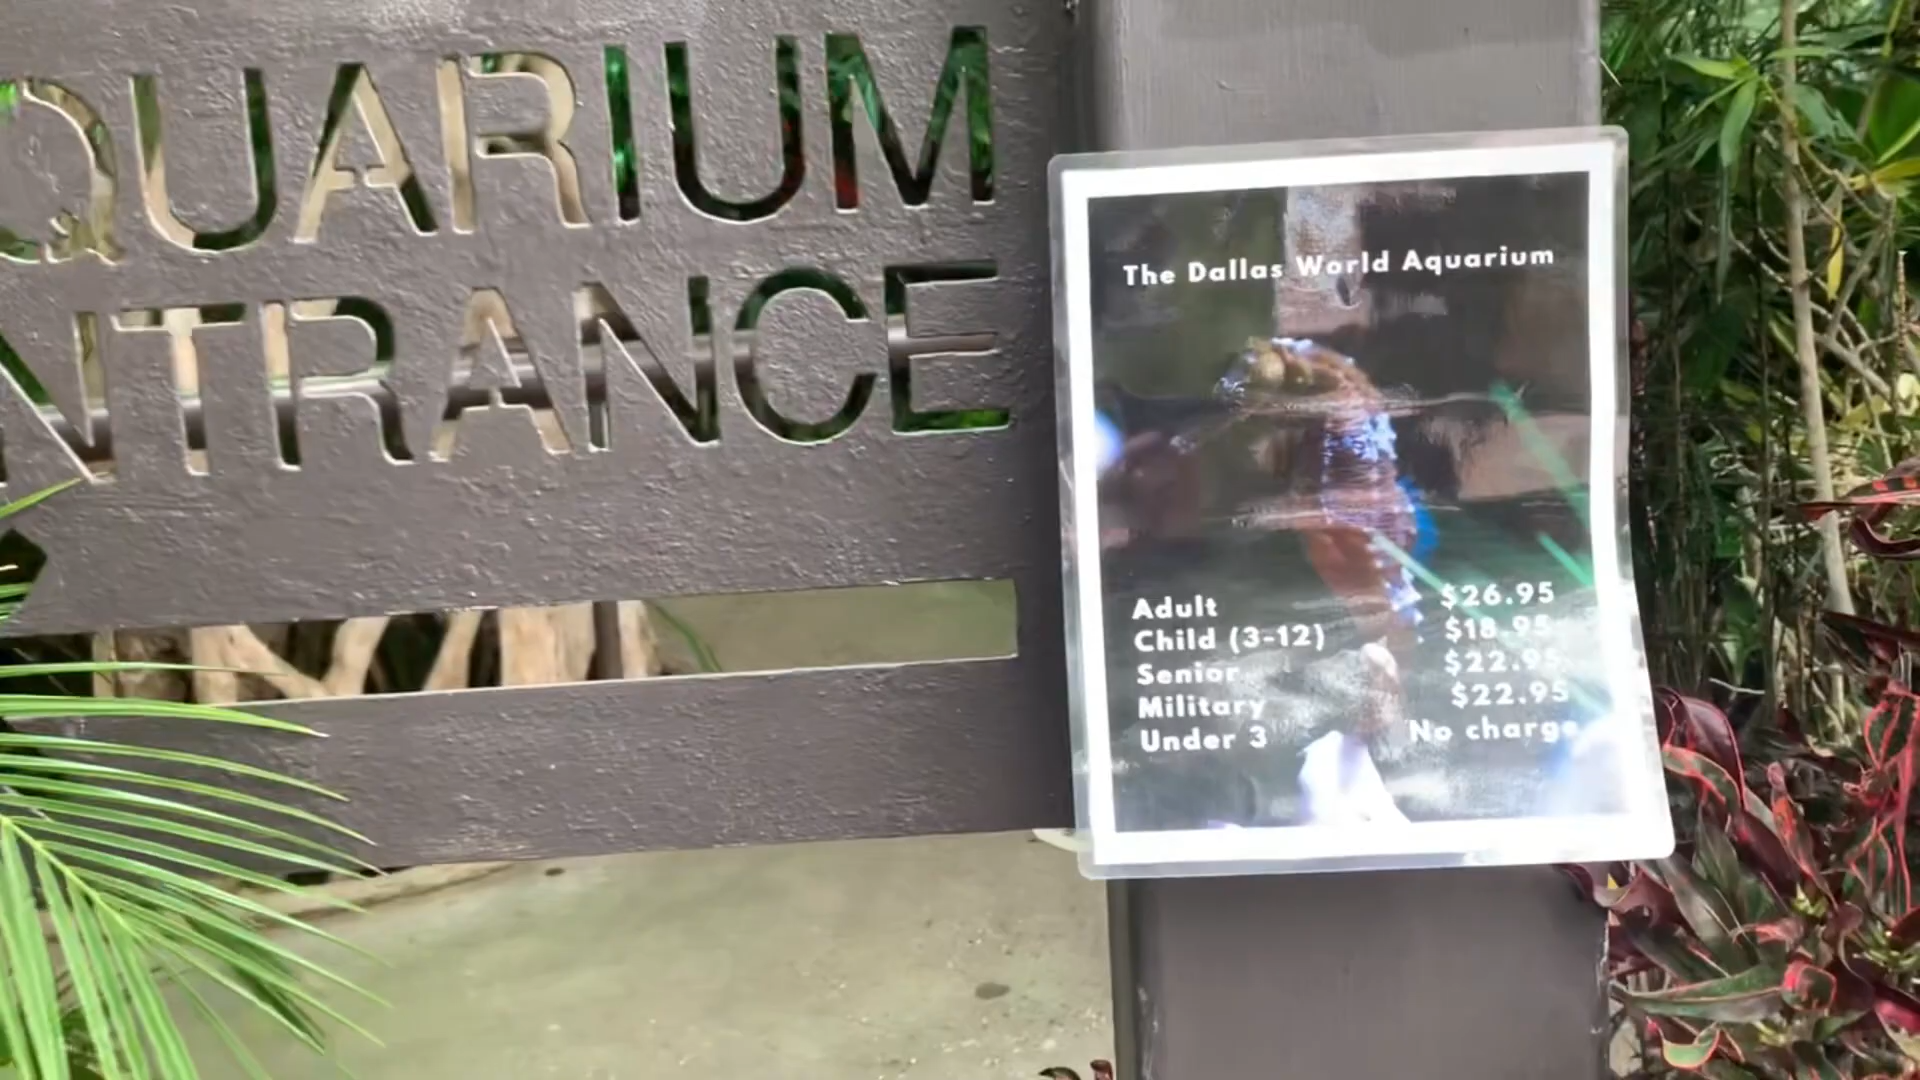 QUARIUM
NTRANCE
The Dallas World Aquarium
Adult $26.95
Child (3-12) $18.95
Senior $22.95
Military $22.95
Under 3 No charge